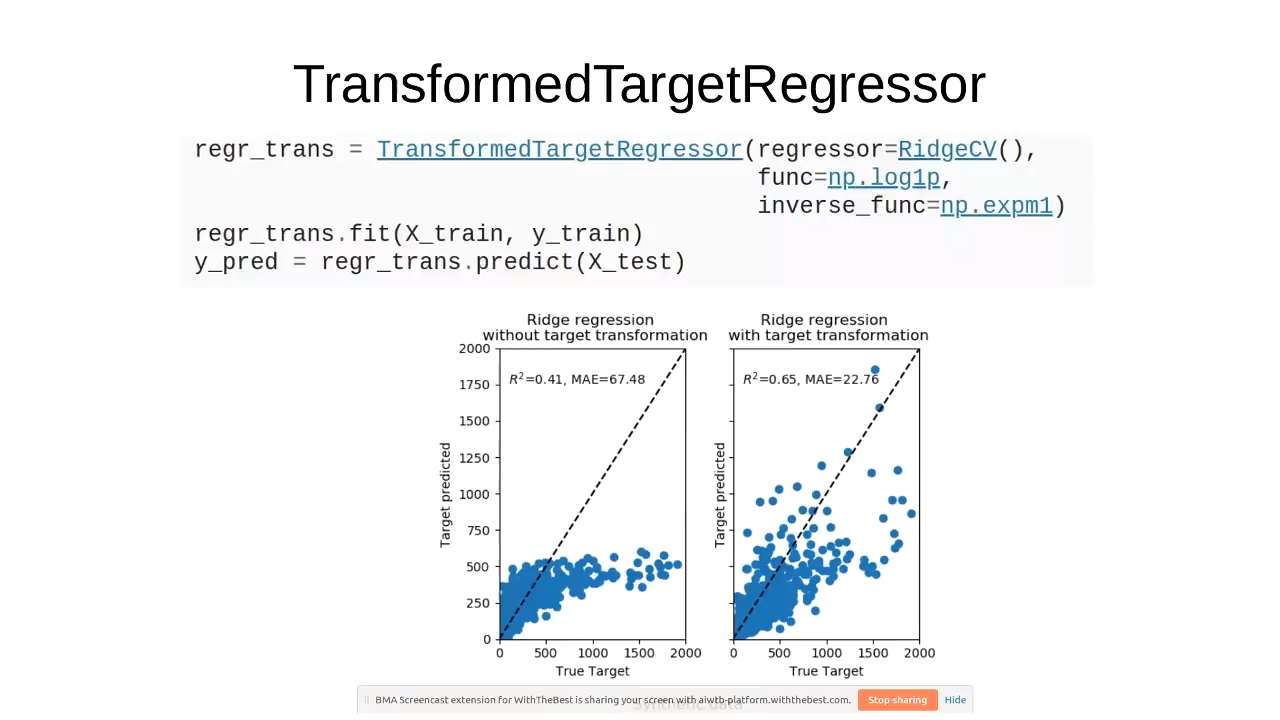 TransformedTargetRegressor
regr_trans = TransformedTargetRegressor(regressor=RidgeCV(),
func=np.log1p,
inverse_func=np.expm1)
regr_trans.fit(X_train, y_train)
y_pred = regr_trans.predict(X_test)
Ridge regression
without target transformation
2000
1750
1500
1250
1000
750
500
250
0
Target predicted
R²=0.41, MAE=67.48
0 500 1000 1500 2000
True Target
Ridge regression
with target transformation
Target predicted
R²=0.65, MAE=22.76
0 500 1000 1500 2000
True Target
BMA Screencast extension for WithTheBest is sharing your screen with aiwtb-platform.withthebest.com. Stop sharing Hide
Synthetic data